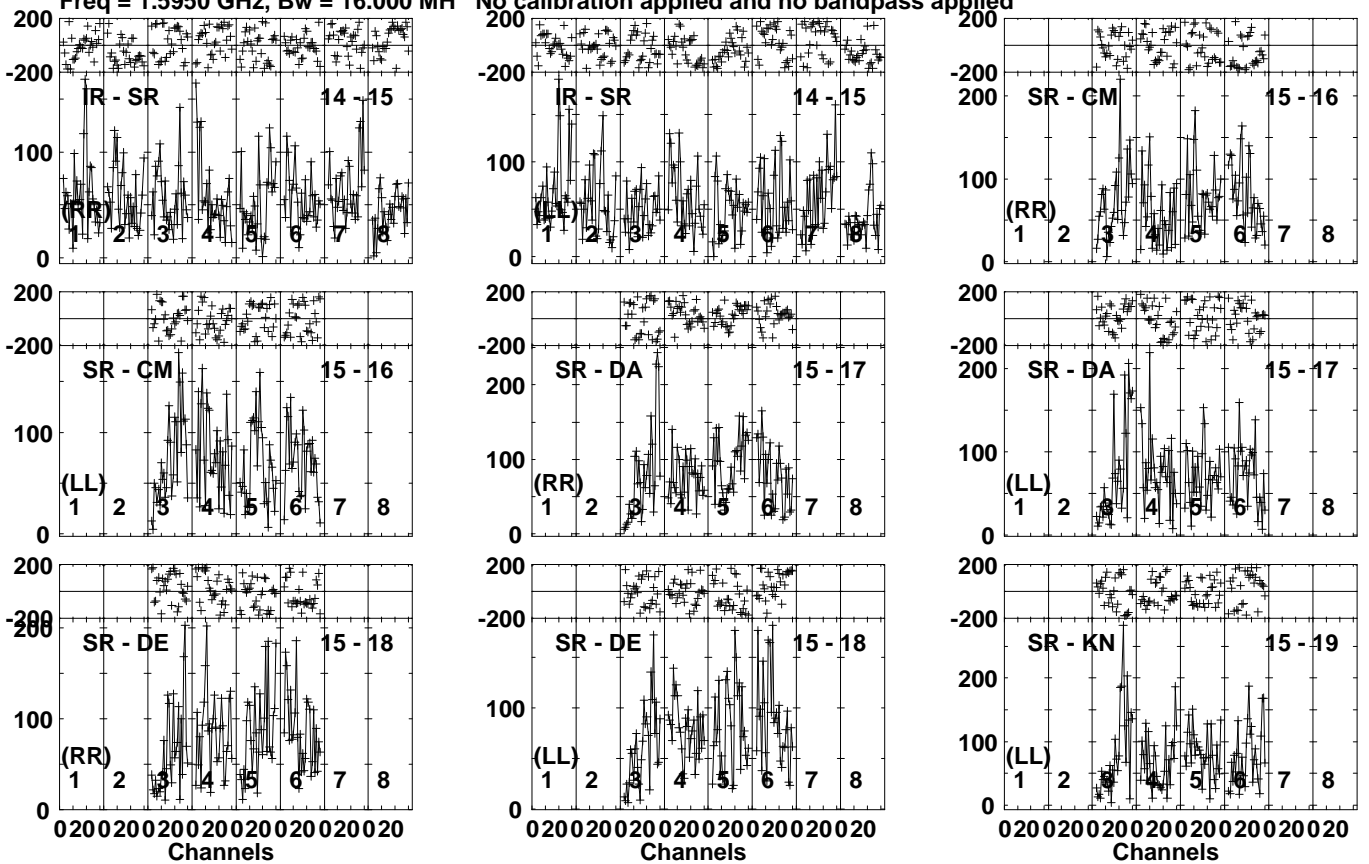 Freq = 1.5950 GHz, Bw = 16.000 MH No calibration applied and no bandpass applied
200 200 200
-200 -200 -200
IR - SR 14 - 15 IR - SR 14 - 15 SR - CM 15 - 16
200
100 100 100
(RR) (LL) (RR)
1 2 3 4 5 6 7 8 1 2 3 4 5 6 7 8 1 2 3 4 5 6 7 8
0 0 0
200 200 200
-200 -200 -200
SR - CM 15 - 16 SR - DA 15 - 17 SR - DA 15 - 17
200 200
100 100 100
(LL) (RR) (LL)
1 2 3 4 5 6 7 8 1 2 3 4 5 6 7 8 1 2 3 4 5 6 7 8
0 0 0
200 200 200
-200 -200 -200
200
SR - DE 15 - 18 SR - DE 15 - 18 SR - KN 15 - 19
200
100 100 100
(RR) (LL) (LL)
1 2 3 4 5 6 7 8 1 2 3 4 5 6 7 8 1 2 3 4 5 6 7 8
0 0 0
0 20 0 20 0 20 0 20 0 20 0 20 0 20 0 20 0 20 0 20 0 20 0 20 0 20 0 20 0 20 0 20 0 20 0 20 0 20 0 20 0 20 0 20 0 20 0 20
Channels Channels Channels